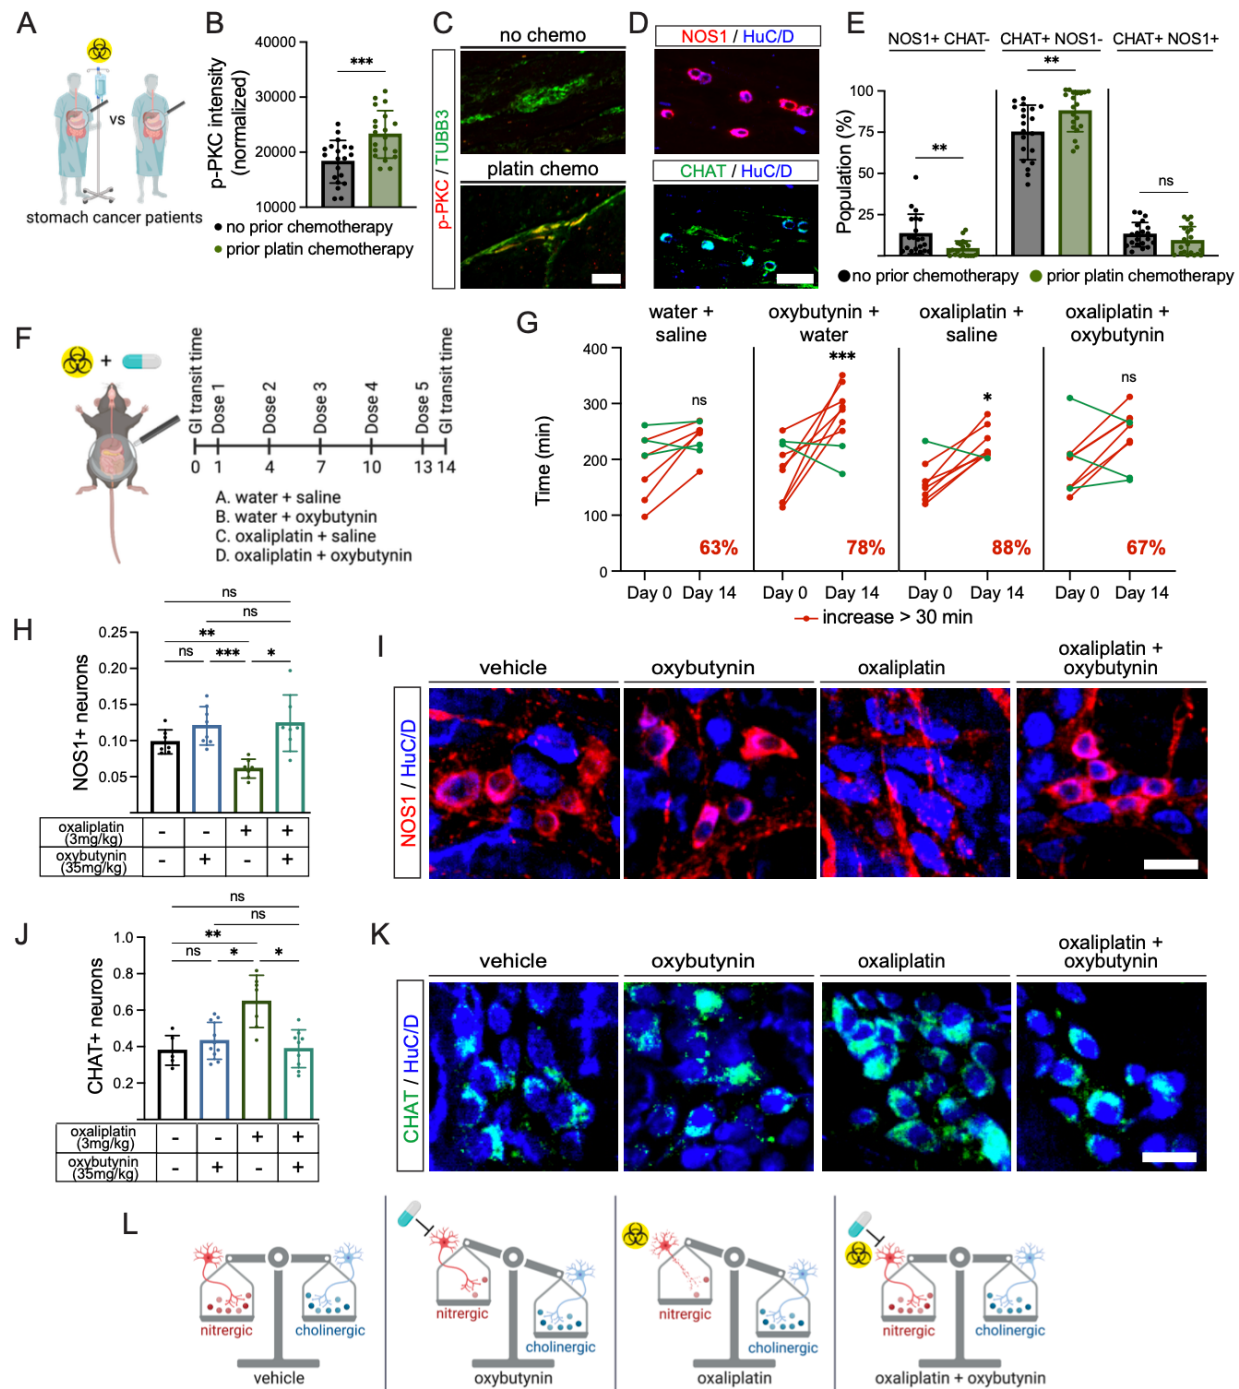 A
vs
stomach cancer patients
B
***
40000
30000
20000
10000
p-PKC intensity
(normalized)
no prior chemotherapy
prior platin chemotherapy
C
p-PKC / TUBB3
no chemo
platin chemo
D
NOS1 / HuC/D
CHAT / HuC/D
E
NOS1+ CHAT-
CHAT+ NOS1-
CHAT+ NOS1+
**
**
ns
100
75
50
25
Population (%)
no prior chemotherapy
prior platin chemotherapy
F
+
GI transit time
Dose 1
Dose 2
Dose 3
Dose 4
Dose 5
GI transit time
0 1 4 7 10 13 14
A. water + saline
B. water + oxybutynin
C. oxaliplatin + saline
D. oxaliplatin + oxybutynin
G
water +
saline
oxybutynin +
water
oxaliplatin +
saline
oxaliplatin +
oxybutynin
ns
***
*
ns
400
300
200
100
0
Time (min)
63%
78%
88%
67%
Day 0 Day 14
Day 0 Day 14
Day 0 Day 14
Day 0 Day 14
increase > 30 min
H
ns
ns
**
ns
***
*
0.25
0.20
0.15
0.10
0.05
NOS1+ neurons
oxaliplatin
(3mg/kg)
- - + +
oxybutynin
(35mg/kg)
- + - +
I
vehicle
oxybutynin
oxaliplatin
oxaliplatin +
oxybutynin
NOS1 / HuC/D
J
ns
ns
**
ns
*
*
1.0
0.8
0.6
0.4
0.2
CHAT+ neurons
oxaliplatin
(3mg/kg)
- - + +
oxybutynin
(35mg/kg)
- + - +
K
vehicle
oxybutynin
oxaliplatin
oxaliplatin +
oxybutynin
CHAT / HuC/D
L
nitrergic
cholinergic
vehicle
nitrergic
cholinergic
oxybutynin
nitrergic
cholinergic
oxaliplatin
nitrergic
cholinergic
oxaliplatin + oxybutynin